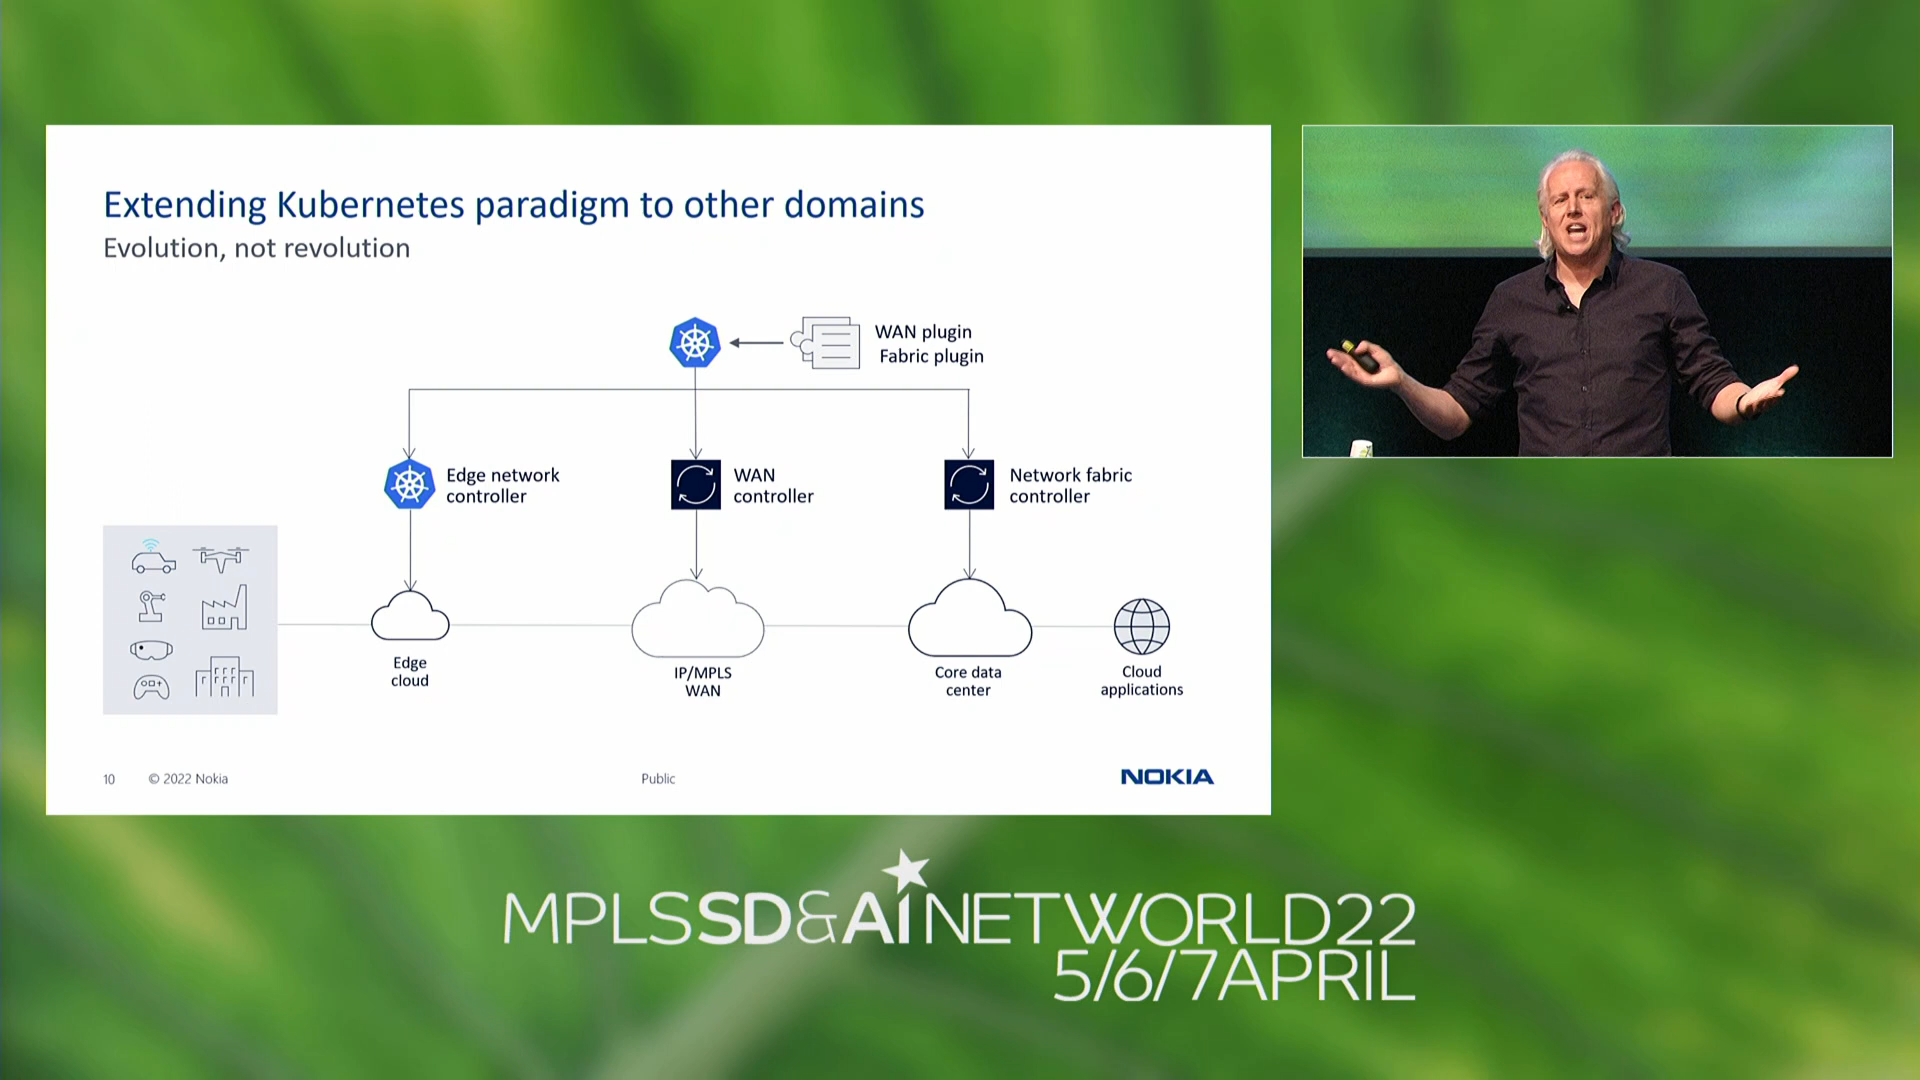 Extending Kubernetes paradigm to other domains
Evolution, not revolution
WAN plugin
Fabric plugin
Edge network
controller
WAN
controller
Network fabric
controller
Edge
cloud
IP/MPLS
WAN
Core data
center
Cloud
applications
10
© 2022 Nokia
Public
NOKIA
MPLSSD&AINETWORLD22
5/6/7APRIL